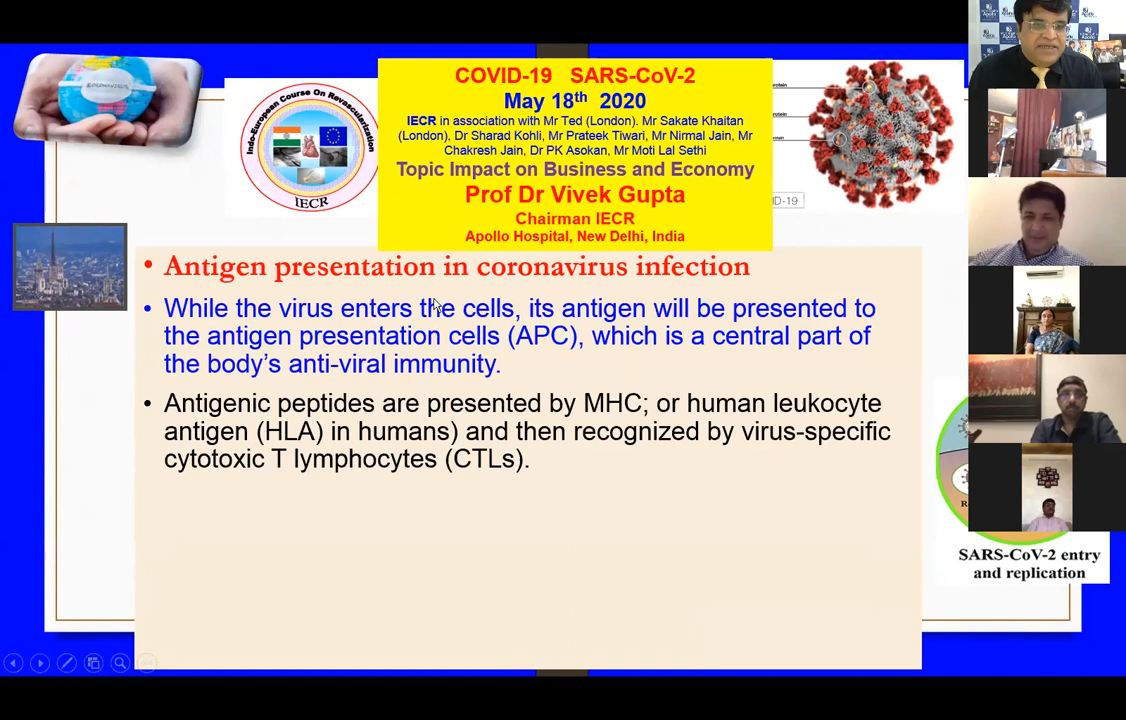 COVID-19 SARS-CoV-2
May 18th 2020
IECR in association with Mr Ted (London). Mr Sakate Khaitan
(London), Dr Sharad Kohli, Mr Prateek Tiwari, Mr Nirmal Jain, Mr
Chakresh Jain, Dr PK Asokan, Mr Moti Lal Sethi
Topic Impact on Business and Economy
Prof Dr Vivek Gupta
Chairman IECR
Apollo Hospital, New Delhi, India
Indo-European Course On Revascularization
IECR
• Antigen presentation in coronavirus infection
• While the virus enters the cells, its antigen will be presented to
the antigen presentation cells (APC), which is a central part of
the body’s anti-viral immunity.
• Antigenic peptides are presented by MHC; or human leukocyte
antigen (HLA) in humans) and then recognized by virus-specific
cytotoxic T lymphocytes (CTLs).
SARS-CoV-2 entry
and replication